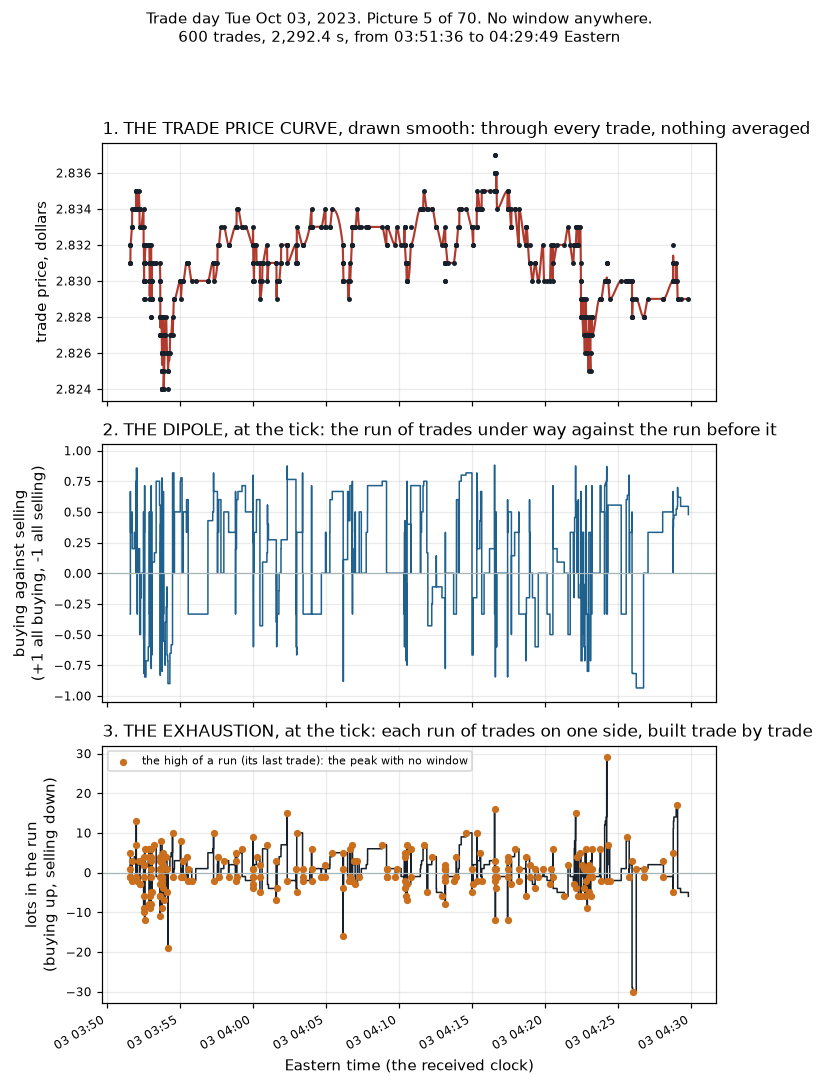 Trade day Tue Oct 03, 2023. Picture 5 of 70. No window anywhere.
600 trades, 2,292.4 s, from 03:51:36 to 04:29:49 Eastern
1. THE TRADE PRICE CURVE, drawn smooth: through every trade, nothing averaged
trade price, dollars
2.836
2.834
2.832
2.830
2.828
2.826
2.824
2. THE DIPOLE, at the tick: the run of trades under way against the run before it
buying against selling
(+1 all buying, -1 all selling)
1.00
0.75
0.50
0.25
0.00
−0.25
−0.50
−0.75
−1.00
3. THE EXHAUSTION, at the tick: each run of trades on one side, built trade by trade
the high of a run (its last trade): the peak with no window
lots in the run
(buying up, selling down)
30
20
10
0
−10
−20
−30
03 03:50
03 03:55
03 04:00
03 04:05
03 04:10
03 04:15
03 04:20
03 04:25
03 04:30
Eastern time (the received clock)